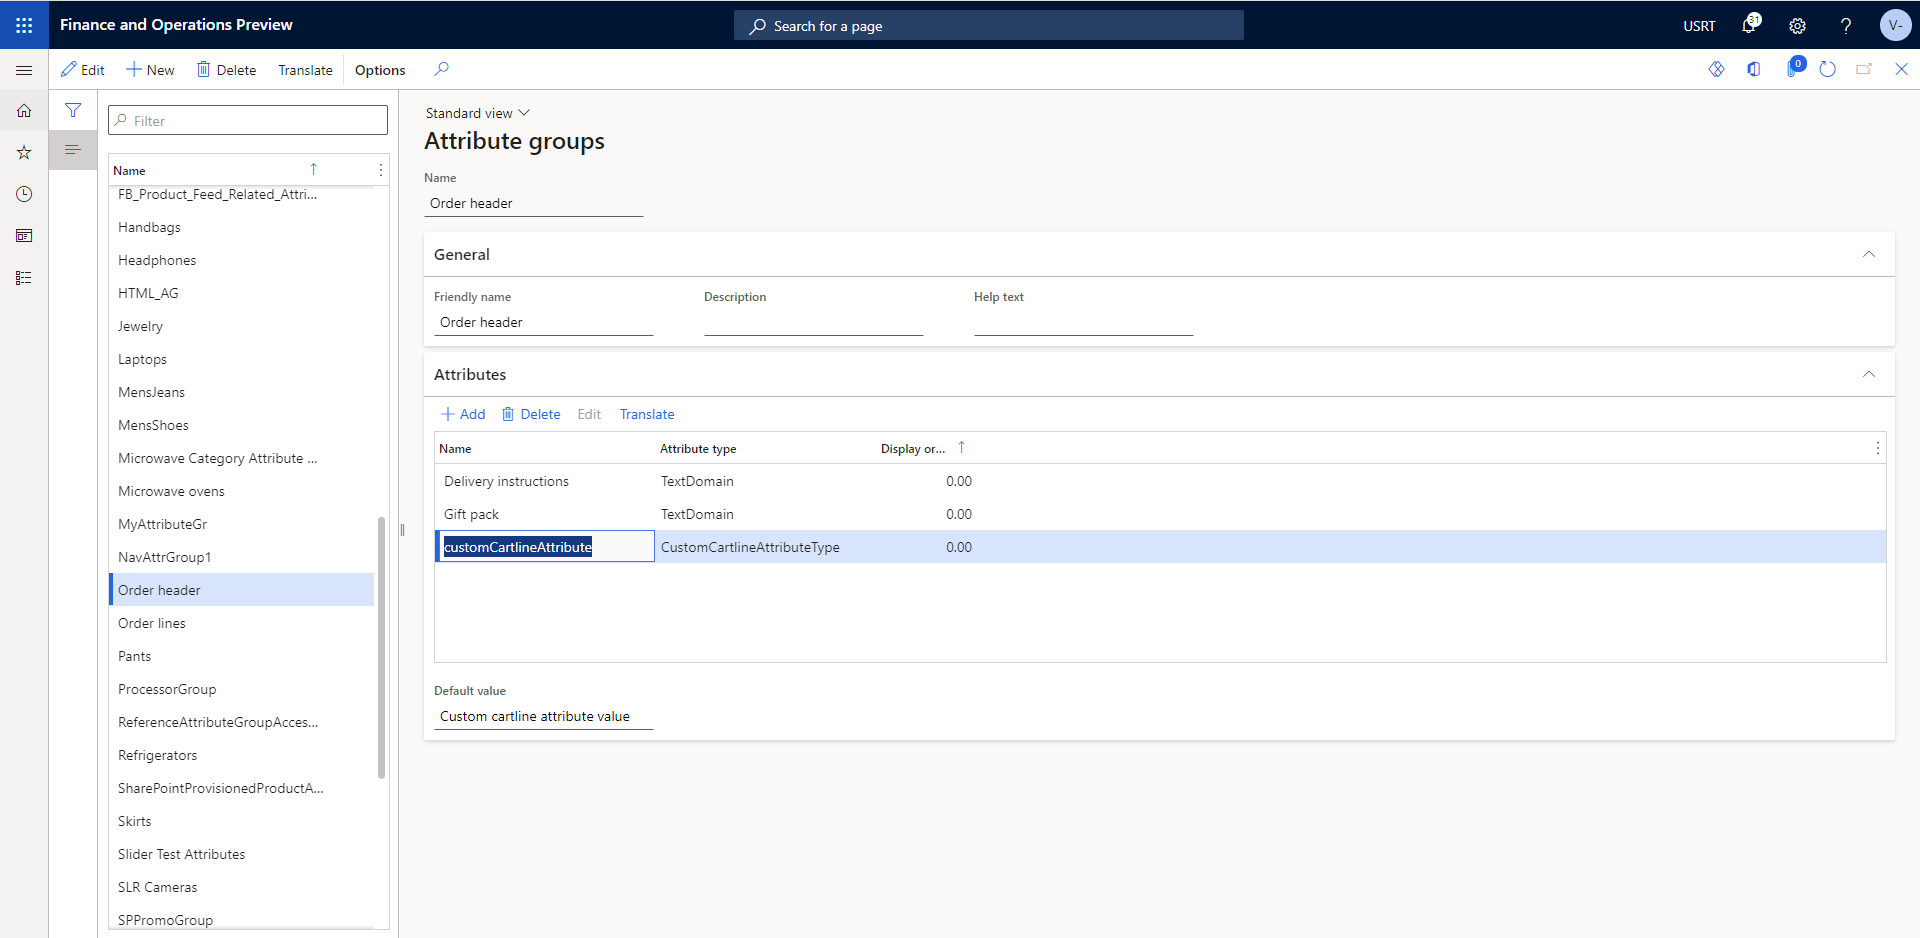 Finance and Operations Preview
Search for a page
USRT
31
?
V-
Edit
New
Delete
Translate
Options
0
Filter
Name
FB_Product_Feed_Related_Attri...
Handbags
Headphones
HTML_AG
Jewelry
Laptops
MensJeans
MensShoes
Microwave Category Attribute ...
Microwave ovens
MyAttributeGr
NavAttrGroup1
Order header
Order lines
Pants
ProcessorGroup
ReferenceAttributeGroupAcces...
Refrigerators
SharePointProvisionedProductA...
Skirts
Slider Test Attributes
SLR Cameras
SPPromoGroup
Standard view
Attribute groups
Name
Order header
General
Friendly name Description Help text
Order header
Attributes
Add Delete Edit Translate
Name Attribute type Display or...
Delivery instructions TextDomain 0.00
Gift pack TextDomain 0.00
customCartlineAttribute CustomCartlineAttributeType 0.00
Default value
Custom cartline attribute value